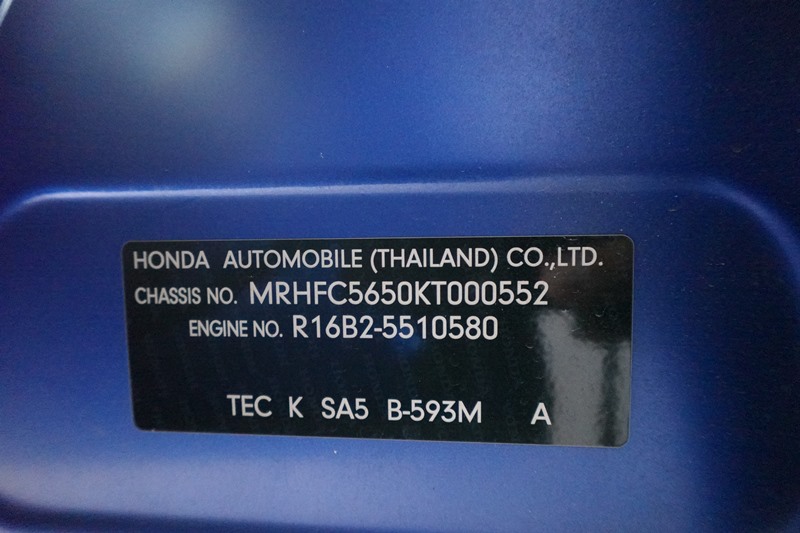 HONDA AUTOMOBILE (THAILAND) CO.,LTD.
CHASSIS NO. MRHFC5650KT000552
ENGINE NO. R16B2-5510580
TEC K SA5 B-593M A